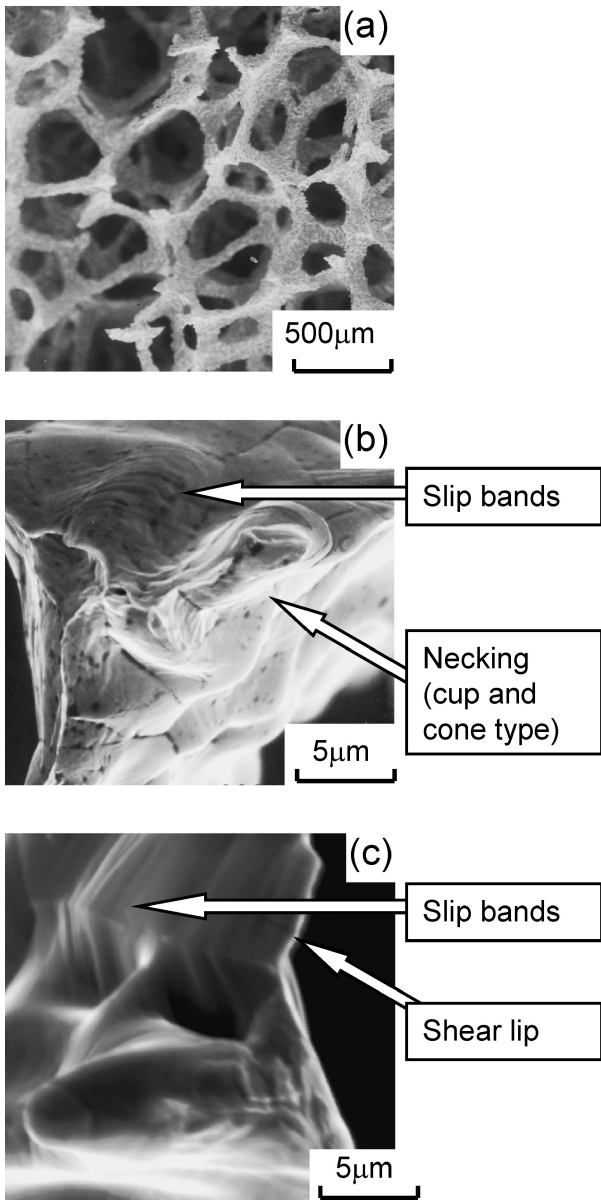 (a)
500μm
(b)
Slip bands
Necking
(cup and
cone type)
5μm
(c)
Slip bands
Shear lip
5μm